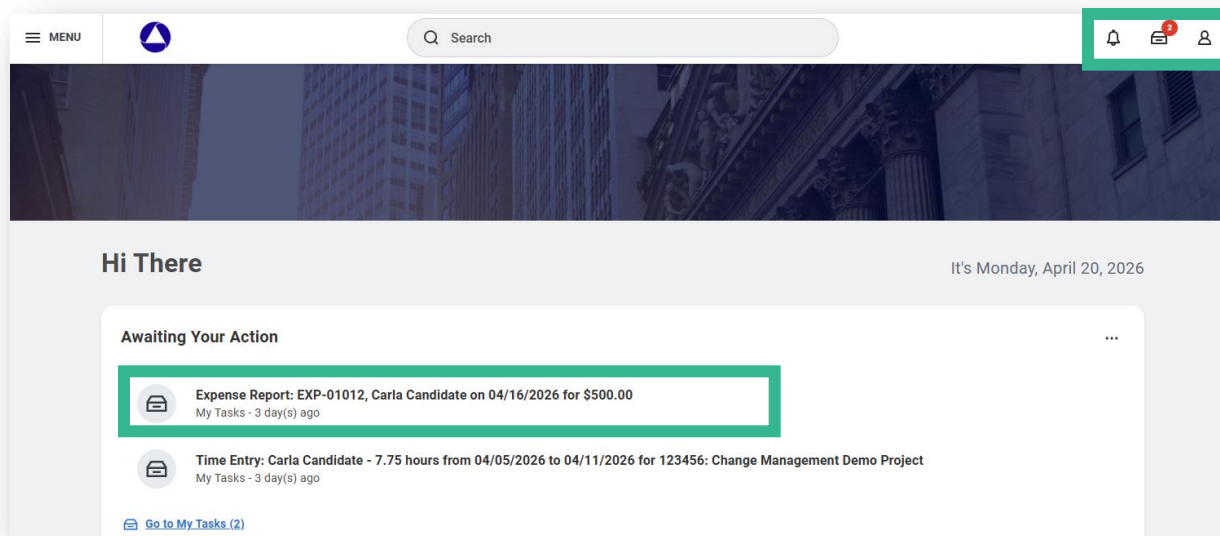 MENU
Search
2
Hi There
It's Monday, April 20, 2026
Awaiting Your Action
Expense Report: EXP-01012, Carla Candidate on 04/16/2026 for $500.00
My Tasks - 3 day(s) ago
Time Entry: Carla Candidate - 7.75 hours from 04/05/2026 to 04/11/2026 for 123456: Change Management Demo Project
My Tasks - 3 day(s) ago
Go to My Tasks (2)